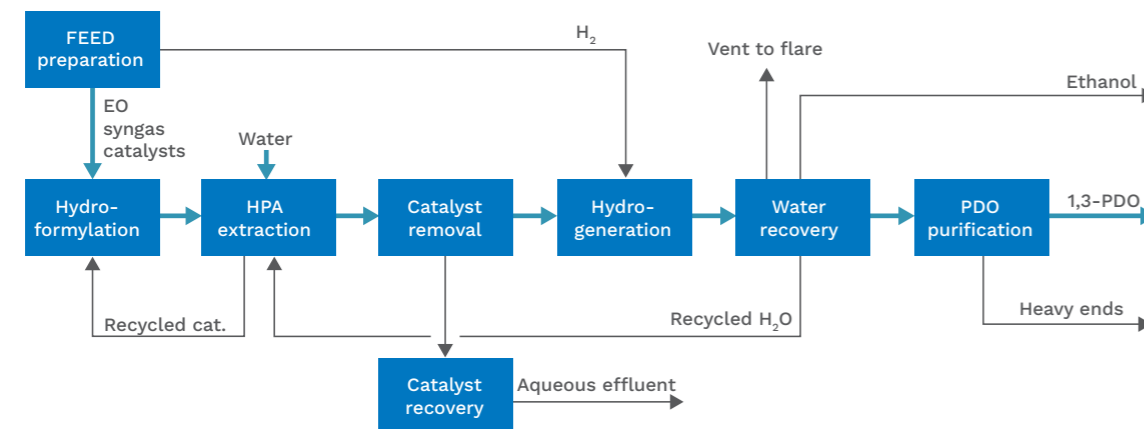 FEED
preparation
H₂
Vent to flare
Ethanol
EO
syngas
catalysts
Water
Hydro-
formylation
HPA
extraction
Catalyst
removal
Hydro-
generation
Water
recovery
PDO
purification
1,3-PDO
Recycled cat.
Recycled H₂O
Heavy ends
Catalyst
recovery
Aqueous effluent